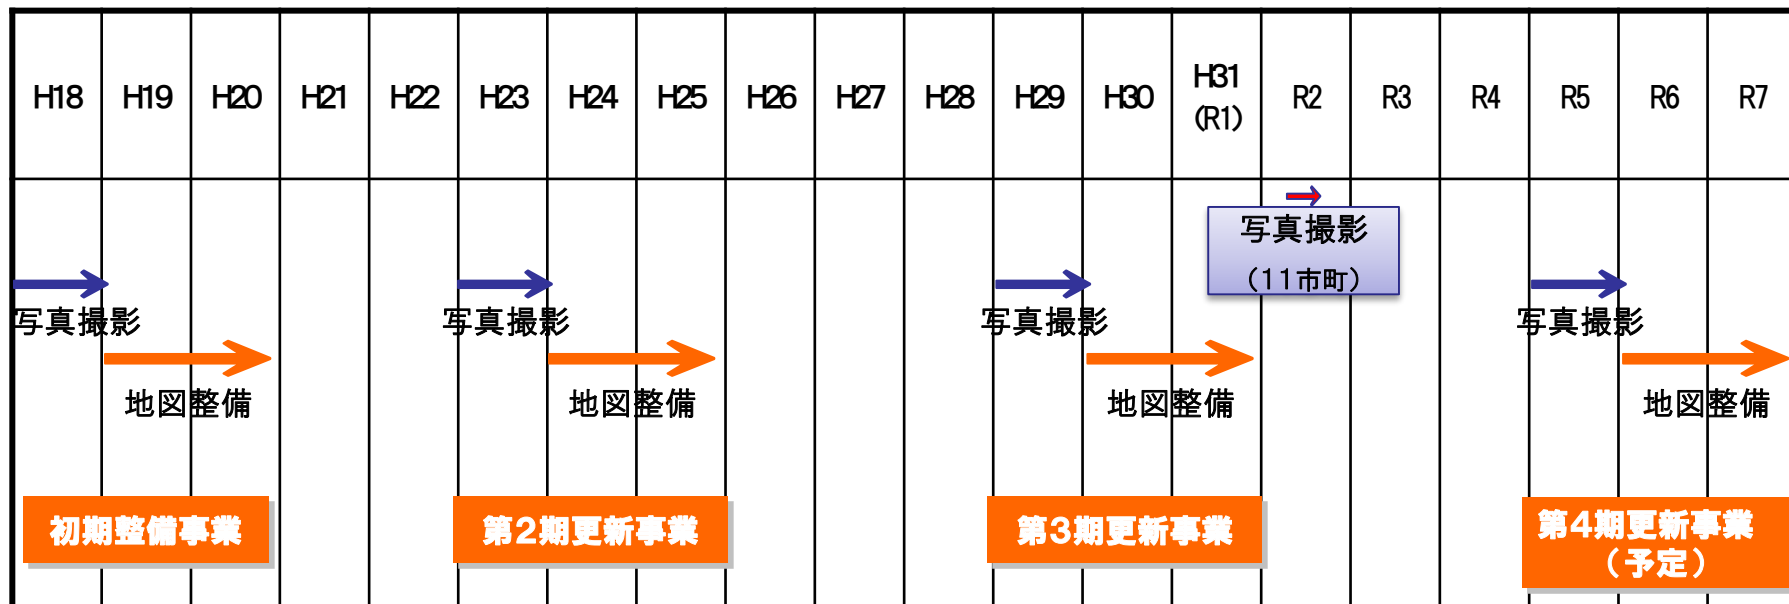 H18 H19 H20 H21 H22 H23 H24 H25 H26 H27 H28 H29 H30 H31 R2 R3 R4 R5 R6 R7
(R1)
写真撮影
(11市町)
写真撮影 写真撮影 写真撮影 写真撮影
地図整備 地図整備 地図整備 地図整備
初期整備事業 第2期更新事業 第3期更新事業 第4期更新事業
(予定)